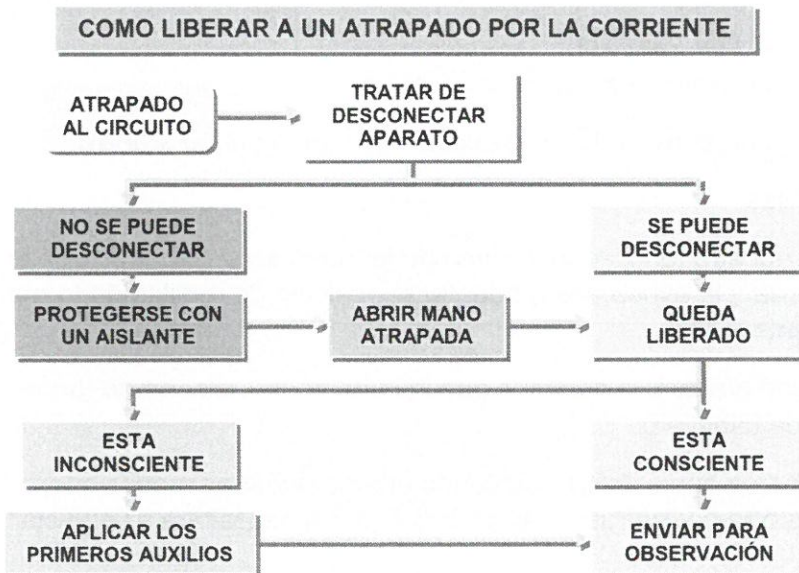 COMO LIBERAR A UN ATRAPADO POR LA CORRIENTE
ATRAPADO
AL CIRCUITO
TRATAR DE
DESCONECTAR
APARATO
NO SE PUEDE
DESCONECTAR
SE PUEDE
DESCONECTAR
PROTEGERSE CON
UN AISLANTE
ABRIR MANO
ATRAPADA
QUEDA
LIBERADO
ESTA
INCONSCIENTE
ESTA
CONSCIENTE
APLICAR LOS
PRIMEROS AUXILIOS
ENVIAR PARA
OBSERVACIÓN